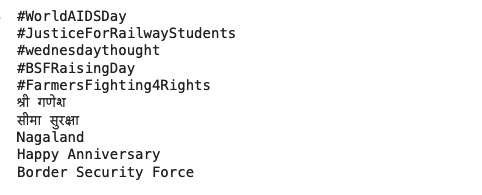 #WorldAIDSDay
#JusticeForRailwayStudents
#wednesdaythought
#BSFRaisingDay
#FarmersFighting4Rights
श्री गणेश
सीमा सुरक्षा
Nagaland
Happy Anniversary
Border Security Force